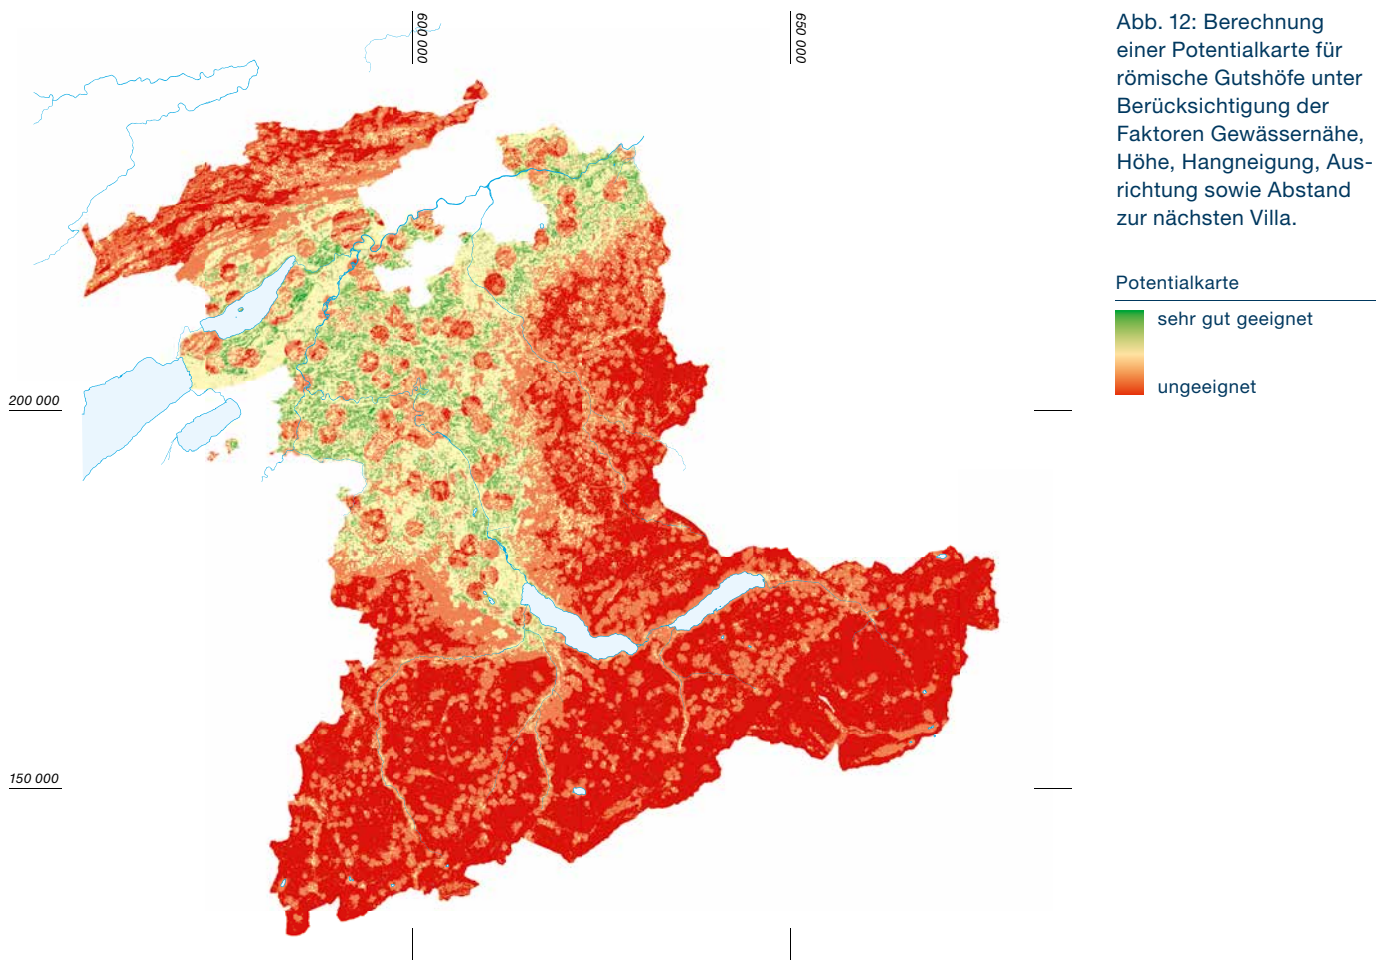 600 000
650 000
200 000
150 000
Abb. 12: Berechnung
einer Potentialkarte für
römische Gutshöfe unter
Berücksichtigung der
Faktoren Gewässernähe,
Höhe, Hangneigung, Aus-
richtung sowie Abstand
zur nächsten Villa.
Potentialkarte
sehr gut geeignet
ungeeignet